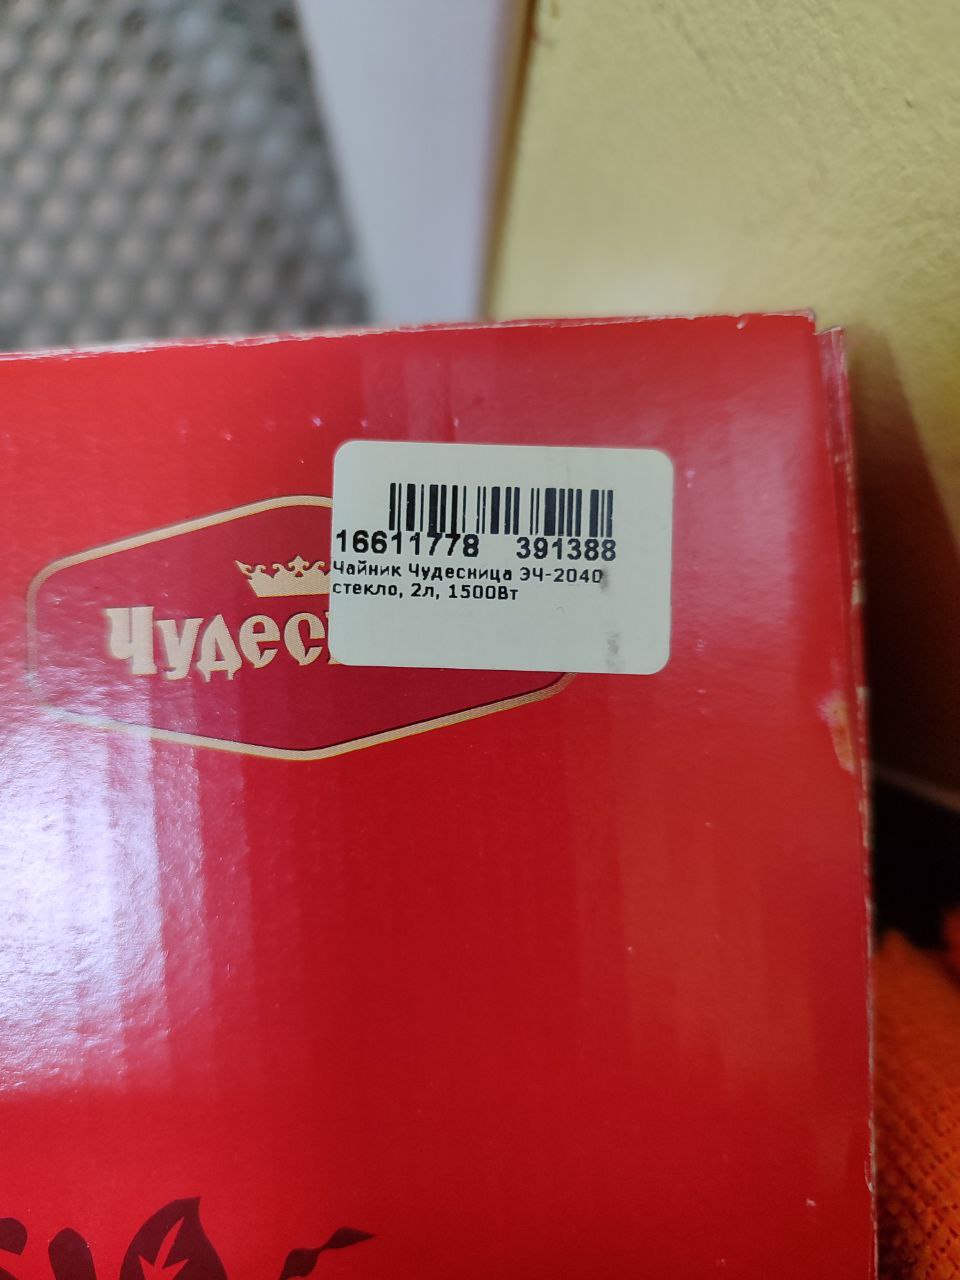 16611778 391388
Чайник Чудесница ЭЧ-2040
стекло, 2л, 1500Вт
Чудес